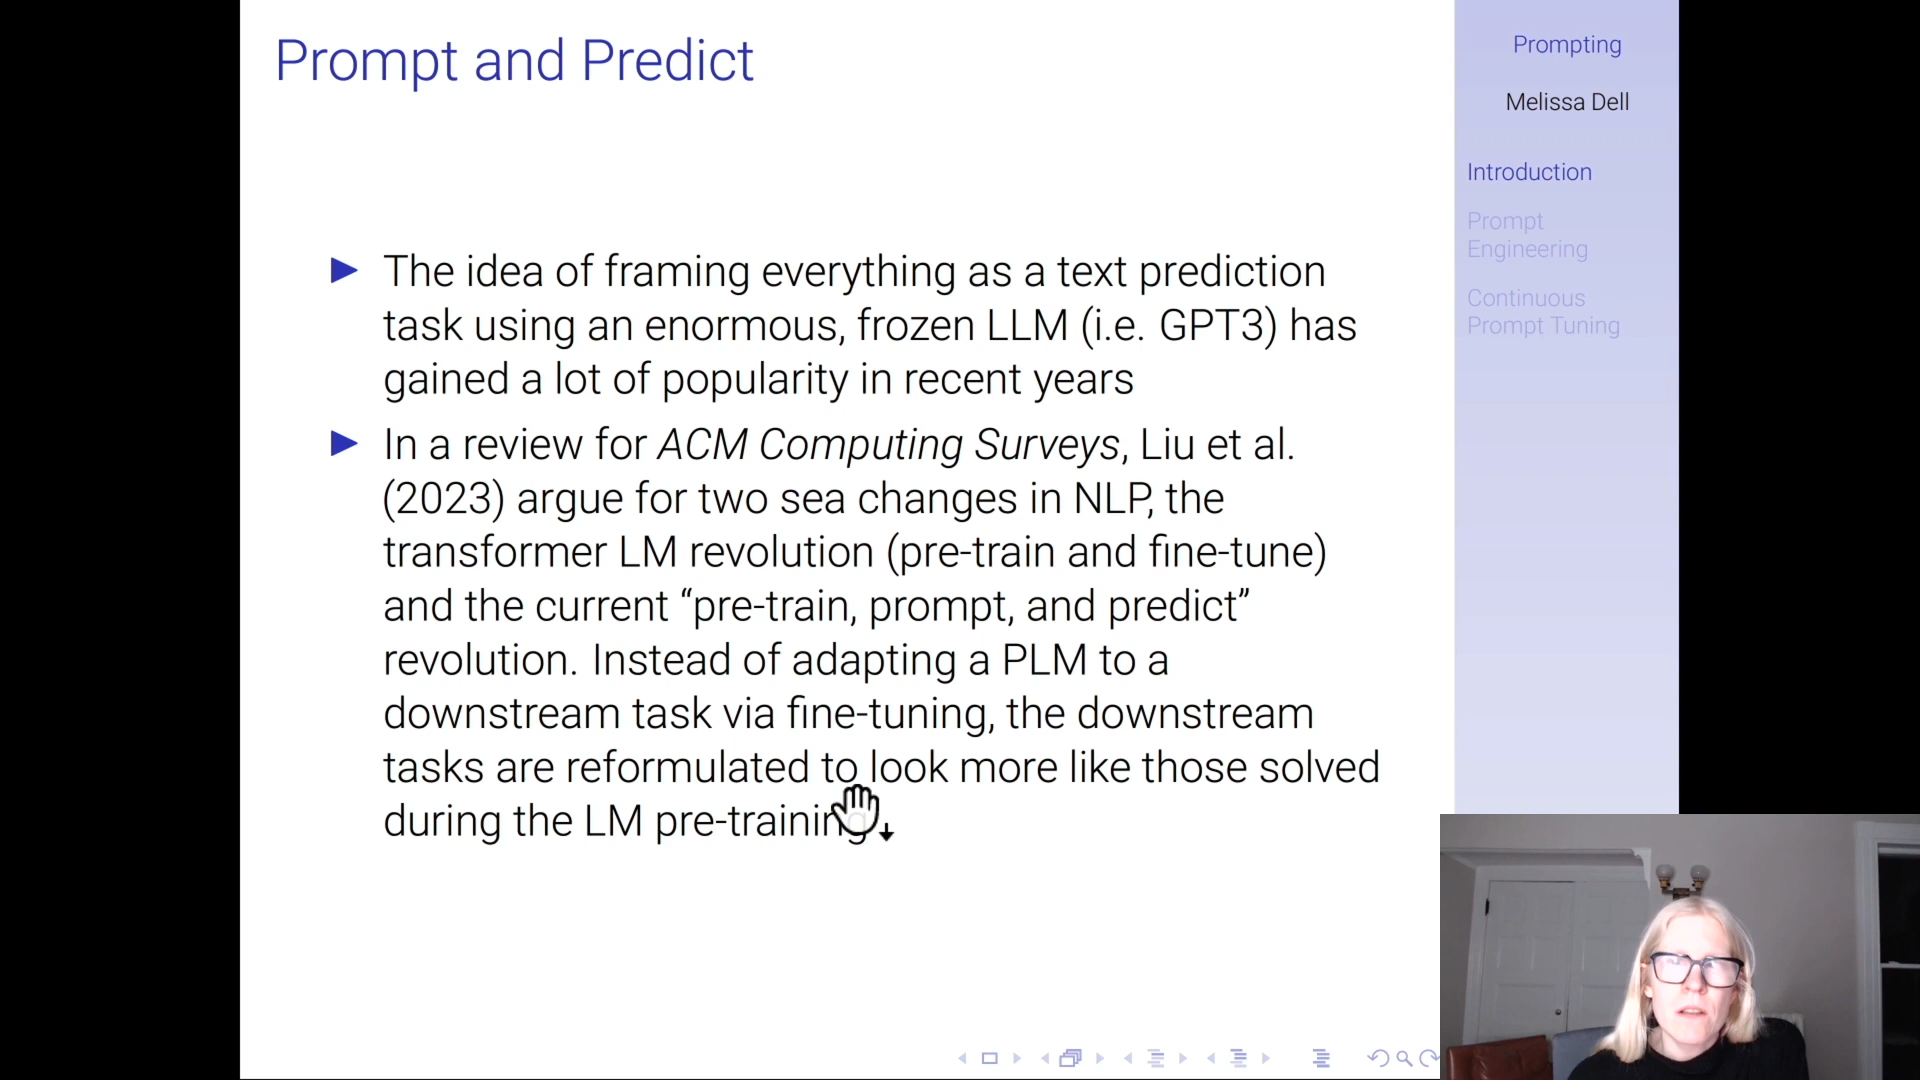 Prompt and Predict
The idea of framing everything as a text prediction
task using an enormous, frozen LLM (i.e. GPT3) has
gained a lot of popularity in recent years
In a review for ACM Computing Surveys, Liu et al.
(2023) argue for two sea changes in NLP, the
transformer LM revolution (pre-train and fine-tune)
and the current “pre-train, prompt, and predict”
revolution. Instead of adapting a PLM to a
downstream task via fine-tuning, the downstream
tasks are reformulated to look more like those solved
during the LM pre-training
Prompting
Melissa Dell
Introduction
Prompt
Engineering
Continuous
Prompt Tuning